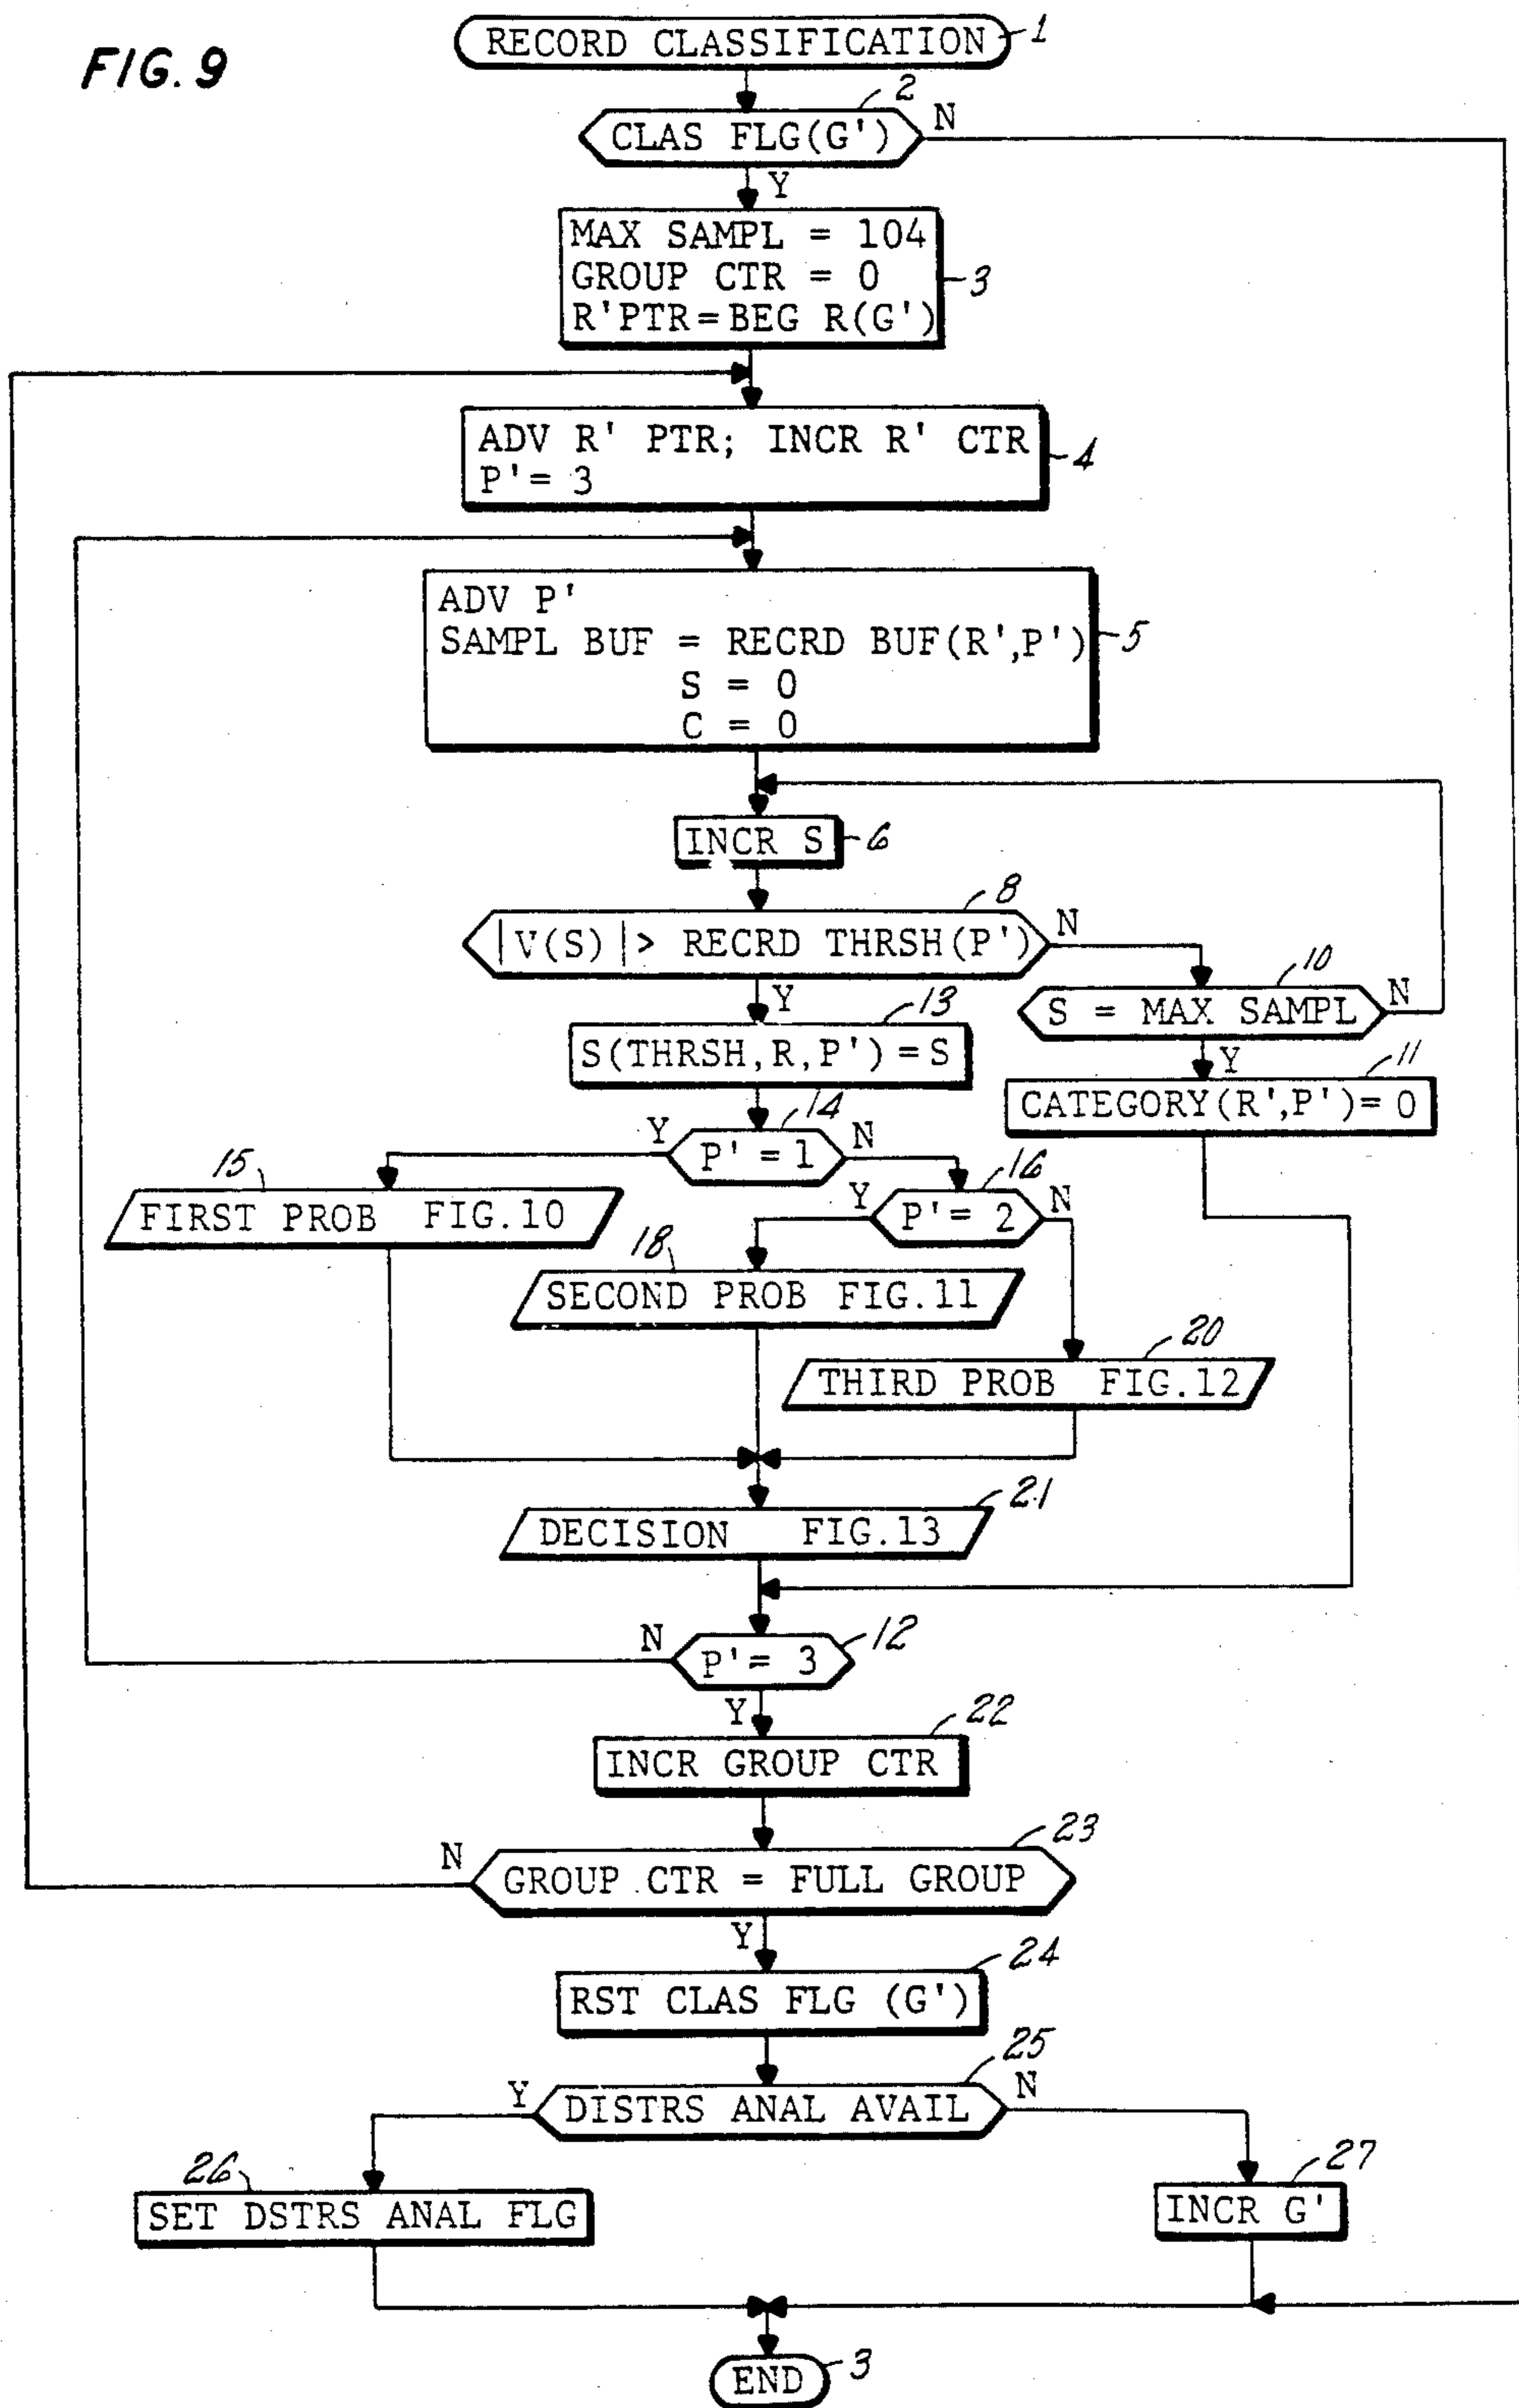 FIG. 9
RECORD CLASSIFICATION
1
2
CLAS FLG(G')
N
Y
MAX SAMPL = 104
GROUP CTR = 0
R'PTR=BEG R(G')
3
ADV R' PTR; INCR R' CTR
P'= 3
4
ADV P'
SAMPL BUF = RECRD BUF(R',P')
S = 0
C = 0
5
INCR S
6
8
|V(S)|> RECRD THRSH(P')
N
Y
10
S = MAX SAMPL
N
Y
13
S(THRSH,R,P')=S
11
CATEGORY(R',P')= 0
14
Y
P'=1
N
15
FIRST PROB FIG.10
16
Y
P'= 2
N
18
SECOND PROB FIG.11
20
THIRD PROB FIG.12
21
DECISION FIG.13
N
P'= 3
12
Y
22
INCR GROUP CTR
23
N
GROUP CTR = FULL GROUP
Y
24
RST CLAS FLG (G')
25
Y
DISTRS ANAL AVAIL
N
26
SET DSTRS ANAL FLG
27
INCR G'
END
3